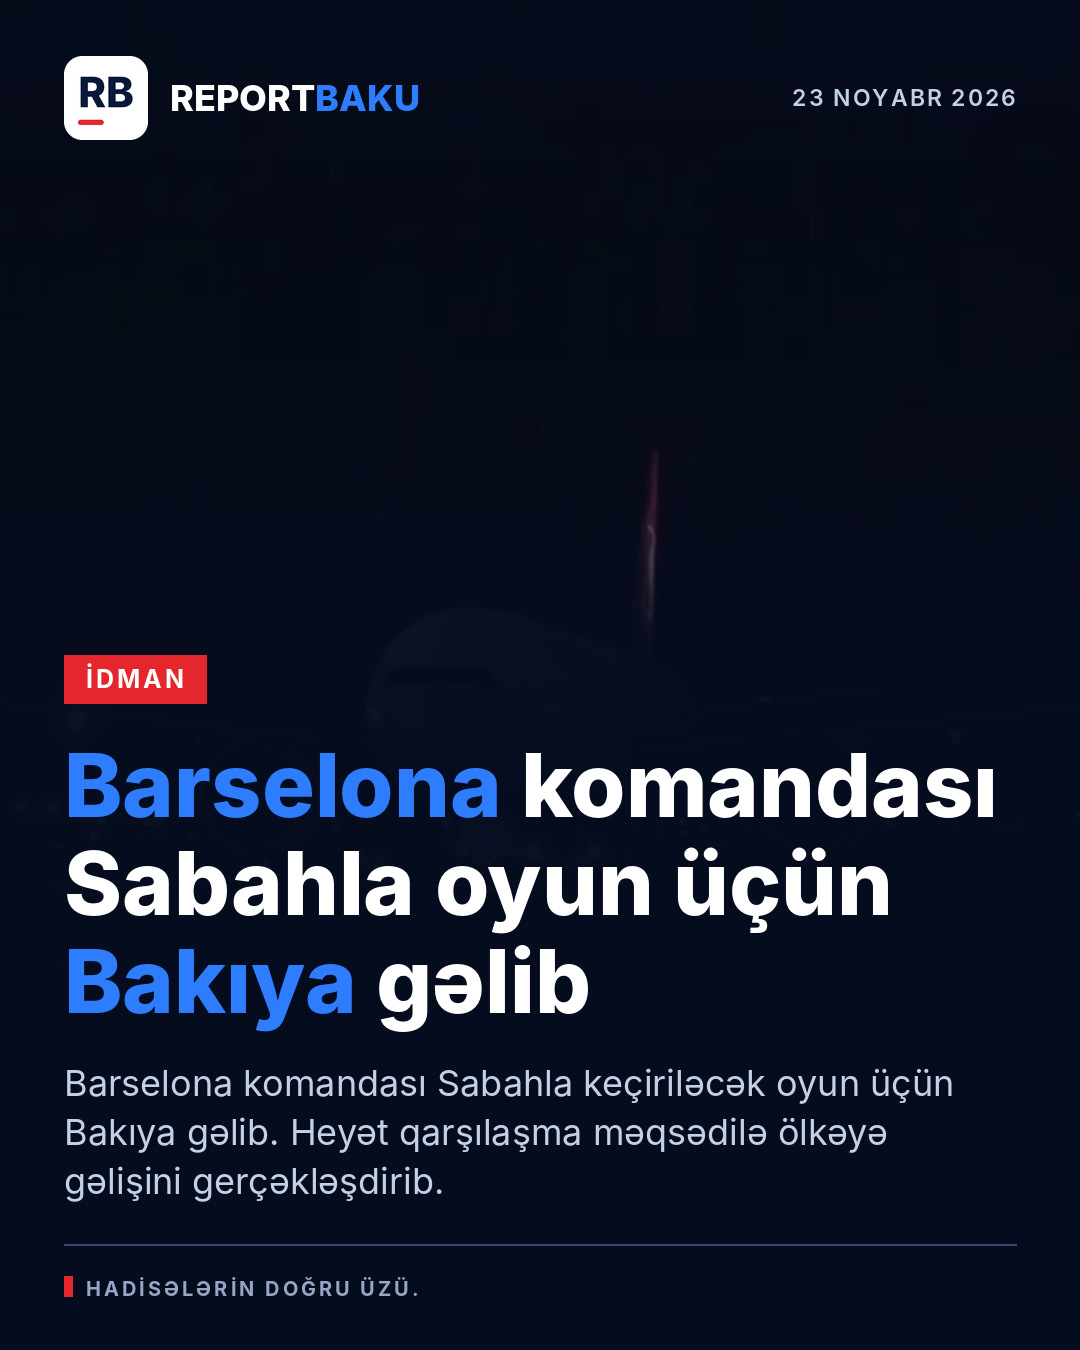 RB REPORTBAKU
23 NOYABR 2026
İDMAN
Barselona komandası
Sabahla oyun üçün
Bakıya gəlib
Barselona komandası Sabahla keçiriləcək oyun üçün
Bakıya gəlib. Heyət qarşılaşma məqsədilə ölkəyə
gəlişini gerçəkləşdirib.
HADİSƏLƏRİN DOĞRU ÜZÜ.